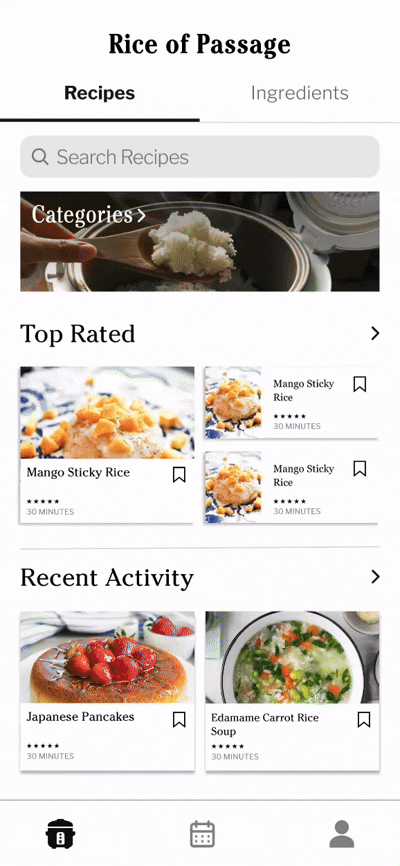 Rice of Passage
Recipes
Ingredients
Search Recipes
Categories
Top Rated
Mango Sticky Rice
30 MINUTES
Mango Sticky
Rice
30 MINUTES
Mango Sticky
Rice
30 MINUTES
Recent Activity
Japanese Pancakes
30 MINUTES
Edamame Carrot Rice
Soup
30 MINUTES